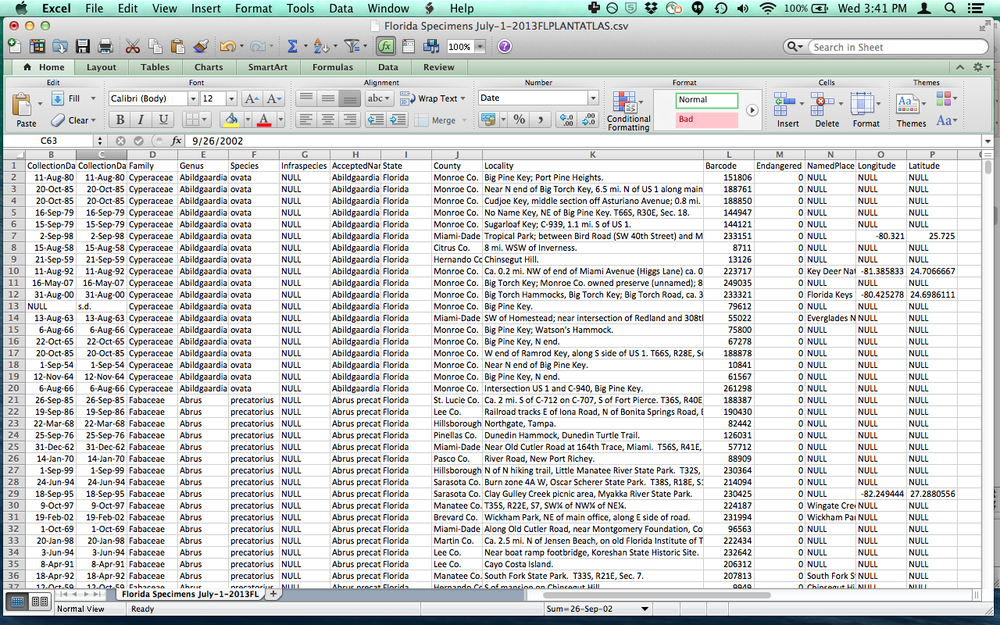 Excel File Edit View Insert Format Tools Data Window Help 100% Wed 3:41 PM
Florida Specimens July-1-2013FLPLANTATLAS.csv
100% Search in Sheet
Home Layout Tables Charts SmartArt Formulas Data Review
Edit Font Alignment Number Format Cells Themes
Fill Calibri (Body) 12 A A abc Wrap Text Date Normal
Paste Clear B I U A Merge % , .0 .00 .00 .0 Conditional Formatting Bad Insert Delete Format Themes Aa
C63 fx 9/26/2002
B C D E F G H I J K L M N O P
1 CollectionDa CollectionDa Family Genus Species Infraspecies AcceptedNar State County Locality Barcode Endangered NamedPlace Longitude Latitude
2 11-Aug-80 11-Aug-80 Cyperaceae Abildgaardia ovata NULL Abildgaardia Florida Monroe Co. Big Pine Key; Port Pine Heights. 151806 0 NULL NULL NULL
3 20-Oct-85 20-Oct-85 Cyperaceae Abildgaardia ovata NULL Abildgaardia Florida Monroe Co. Near N end of Big Torch Key, 6.5 mi. N of US 1 along main 188761 0 NULL NULL NULL
4 20-Oct-85 20-Oct-85 Cyperaceae Abildgaardia ovata NULL Abildgaardia Florida Monroe Co. Cudjoe Key, middle section off Asturiano Avenue; 0.8 mi. 188850 0 NULL NULL NULL
5 16-Sep-79 16-Sep-79 Cyperaceae Abildgaardia ovata NULL Abildgaardia Florida Monroe Co. No Name Key, NE of Big Pine Key. T66S, R30E, Sec. 18. 144947 0 NULL NULL NULL
6 15-Sep-79 15-Sep-79 Cyperaceae Abildgaardia ovata NULL Abildgaardia Florida Monroe Co. Sugarloaf Key; C-939, 1.1 mi. S of US 1. 144121 0 NULL NULL NULL
7 2-Sep-98 2-Sep-98 Cyperaceae Abildgaardia ovata NULL Abildgaardia Florida Miami-Dade Tropical Park; between Bird Road (SW 40th Street) and M 233151 0 NULL -80.321 25.725
8 15-Aug-58 15-Aug-58 Cyperaceae Abildgaardia ovata NULL Abildgaardia Florida Citrus Co. 8 mi. WSW of Inverness. 8711 0 NULL NULL NULL
9 21-Sep-59 21-Sep-59 Cyperaceae Abildgaardia ovata NULL Abildgaardia Florida Hernando Co Chinsegut Hill. 13126 0 NULL NULL NULL
10 11-Aug-92 11-Aug-92 Cyperaceae Abildgaardia ovata NULL Abildgaardia Florida Monroe Co. Ca. 0.2 mi. NW of end of Miami Avenue (Higgs Lane) ca. 0 223717 0 Key Deer Nat -81.385833 24.7066667
11 16-May-07 16-May-07 Cyperaceae Abildgaardia ovata NULL Abildgaardia Florida Monroe Co. Big Torch Key; Monroe Co. owned preserve (unnamed); 8 249035 0 NULL NULL NULL
12 31-Aug-00 31-Aug-00 Cyperaceae Abildgaardia ovata NULL Abildgaardia Florida Monroe Co. Big Torch Hammocks, Big Torch Key; Big Torch Road, ca. 3 233321 0 Florida Keys -80.425278 24.6986111
13 NULL s.d. Cyperaceae Abildgaardia ovata NULL Abildgaardia Florida Monroe Co. Big Pine Key. 79612 0 NULL NULL NULL
14 13-Aug-63 13-Aug-63 Cyperaceae Abildgaardia ovata NULL Abildgaardia Florida Miami-Dade SW of Homestead; near intersection of Redland and 308th 55022 0 Everglades N NULL NULL
15 6-Aug-66 6-Aug-66 Cyperaceae Abildgaardia ovata NULL Abildgaardia Florida Monroe Co. Big Pine Key; Watson's Hammock. 75800 0 NULL NULL NULL
16 22-Oct-65 22-Oct-65 Cyperaceae Abildgaardia ovata NULL Abildgaardia Florida Monroe Co. Big Pine Key, N end. 67278 0 NULL NULL NULL
17 20-Oct-85 20-Oct-85 Cyperaceae Abildgaardia ovata NULL Abildgaardia Florida Monroe Co. W end of Ramrod Key, along S side of US 1. T66S, R28E, Se 188878 0 NULL NULL NULL
18 1-Sep-54 1-Sep-54 Cyperaceae Abildgaardia ovata NULL Abildgaardia Florida Monroe Co. Near N end of Big Pine Key. 10841 0 NULL NULL NULL
19 12-Nov-64 12-Nov-64 Cyperaceae Abildgaardia ovata NULL Abildgaardia Florida Monroe Co. Big Pine Key, N end. 61567 0 NULL NULL NULL
20 6-Aug-66 6-Aug-66 Cyperaceae Abildgaardia ovata NULL Abildgaardia Florida Monroe Co. Intersection US 1 and C-940, Big Pine Key. 261298 0 NULL NULL NULL
21 26-Sep-85 26-Sep-85 Fabaceae Abrus precatorius NULL Abrus precat Florida St. Lucie Co. Ca. 2 mi. S of C-712 on C-707, S of Fort Pierce. T36S, R40E 188387 0 NULL NULL NULL
22 19-Sep-86 19-Sep-86 Fabaceae Abrus precatorius NULL Abrus precat Florida Lee Co. Railroad tracks E of Iona Road, N of Bonita Springs Road, E 190430 0 NULL NULL NULL
23 22-Mar-68 22-Mar-68 Fabaceae Abrus precatorius NULL Abrus precat Florida Hillsborough Northgate, Tampa. 82442 0 NULL NULL NULL
24 25-Sep-76 25-Sep-76 Fabaceae Abrus precatorius NULL Abrus precat Florida Pinellas Co. Dunedin Hammock, Dunedin Turtle Trail. 126031 0 NULL NULL NULL
25 31-Dec-62 31-Dec-62 Fabaceae Abrus precatorius NULL Abrus precat Florida Miami-Dade Near Old Cutler Road at 164th Trace, Miami. T56S, R41E, 57712 0 NULL NULL NULL
26 14-Jan-70 14-Jan-70 Fabaceae Abrus precatorius NULL Abrus precat Florida Pasco Co. River Road, New Port Richey. 88909 0 NULL NULL NULL
27 1-Sep-99 1-Sep-99 Fabaceae Abrus precatorius NULL Abrus precat Florida Hillsborough N of N hiking trail, Little Manatee River State Park. T32S, 230364 0 NULL NULL NULL
28 24-Jun-94 24-Jun-94 Fabaceae Abrus precatorius NULL Abrus precat Florida Sarasota Co. Burn zone 4A W, Oscar Scherer State Park. T38S, R18E, S1 214094 0 NULL NULL NULL
29 18-Sep-95 18-Sep-95 Fabaceae Abrus precatorius NULL Abrus precat Florida Sarasota Co. Clay Gulley Creek picnic area, Myakka River State Park. 230425 0 NULL -82.249444 27.2880556
30 9-Oct-97 9-Oct-97 Fabaceae Abrus precatorius NULL Abrus precat Florida Manatee Co. T35S, R22E, S7, SW¼ of NW¼ of NE¼. 224187 0 Wingate Cree NULL NULL
31 19-Feb-02 19-Feb-02 Fabaceae Abrus precatorius NULL Abrus precat Florida Brevard Co. Wickham Park, NE of main office, along E side of road. 231994 0 Wickham Par NULL NULL
32 1-Oct-69 1-Oct-69 Fabaceae Abrus precatorius NULL Abrus precat Florida Miami-Dade Along Old Cutler Road, near Montgomery Foundation, Co 96563 0 NULL NULL NULL
33 20-Jan-98 20-Jan-98 Fabaceae Abrus precatorius NULL Abrus precat Florida Martin Co. Ca. 2.5 mi. N of Jensen Beach, on old Florida Institute of T 222434 0 NULL NULL NULL
34 3-Jun-94 3-Jun-94 Fabaceae Abrus precatorius NULL Abrus precat Florida Lee Co. Near boat ramp footbridge, Koreshan State Historic Site. 232642 0 NULL NULL NULL
35 8-Apr-91 8-Apr-91 Fabaceae Abrus precatorius NULL Abrus precat Florida Lee Co. Cayo Costa Island. 206312 0 NULL NULL NULL
36 18-Apr-92 18-Apr-92 Fabaceae Abrus precatorius NULL Abrus precat Florida Manatee Co. South Fork State Park. T33S, R21E, Sec. 7. 207813 0 South Fork St NULL NULL
37 12-Oct-59 12-Oct-59 Fabaceae Abrus precatorius NULL Abrus precat Florida Hernando Co S of mansion on Chinsegut Hill 9949 0 Chinsegut Hi NULL NULL
Florida Specimens July-1-2013FL
Normal View Ready Sum=26-Sep-02